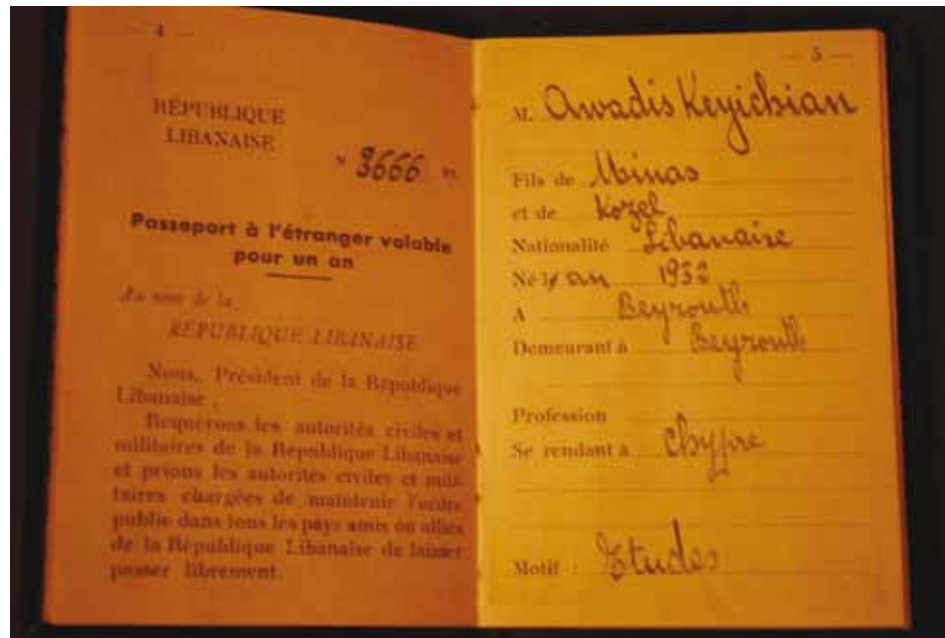 — 4 —
RÉPUBLIQUE
LIBANAISE
N 3666
Passeport à l'étranger valable
pour un an
Au nom de la
RÉPUBLIQUE LIBANAISE
Nous, Président de la République
Libanaise,
Requérons les autorités civiles et
militaires de la République Libanaise
et prions les autorités civiles et mili-
taires chargées de maintenir l'ordre
public dans tous les pays amis ou alliés
de la République Libanaise de laisser
passer librement.
— 5 —
M. Awadis Keyichian
Fils de Minas
et de Kozel
Nationalité Libanaise
Né le an 1932
A Beyrouth
Demeurant à Beyrouth
Profession
Se rendant à Chypre
Motif : Etudes